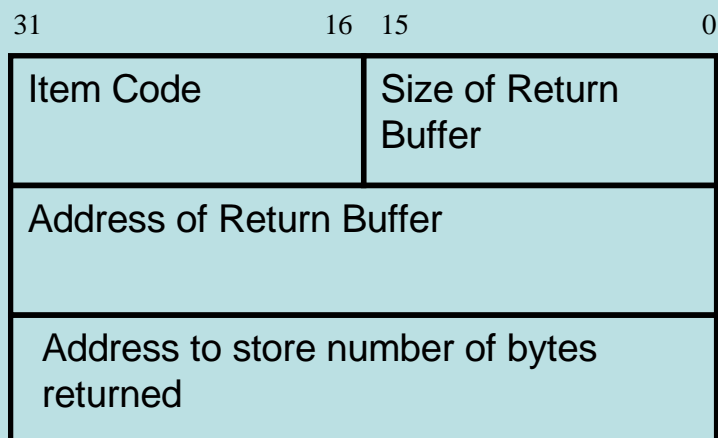 31 16 15 0
Item Code Size of Return
Buffer
Address of Return Buffer
Address to store number of bytes
returned